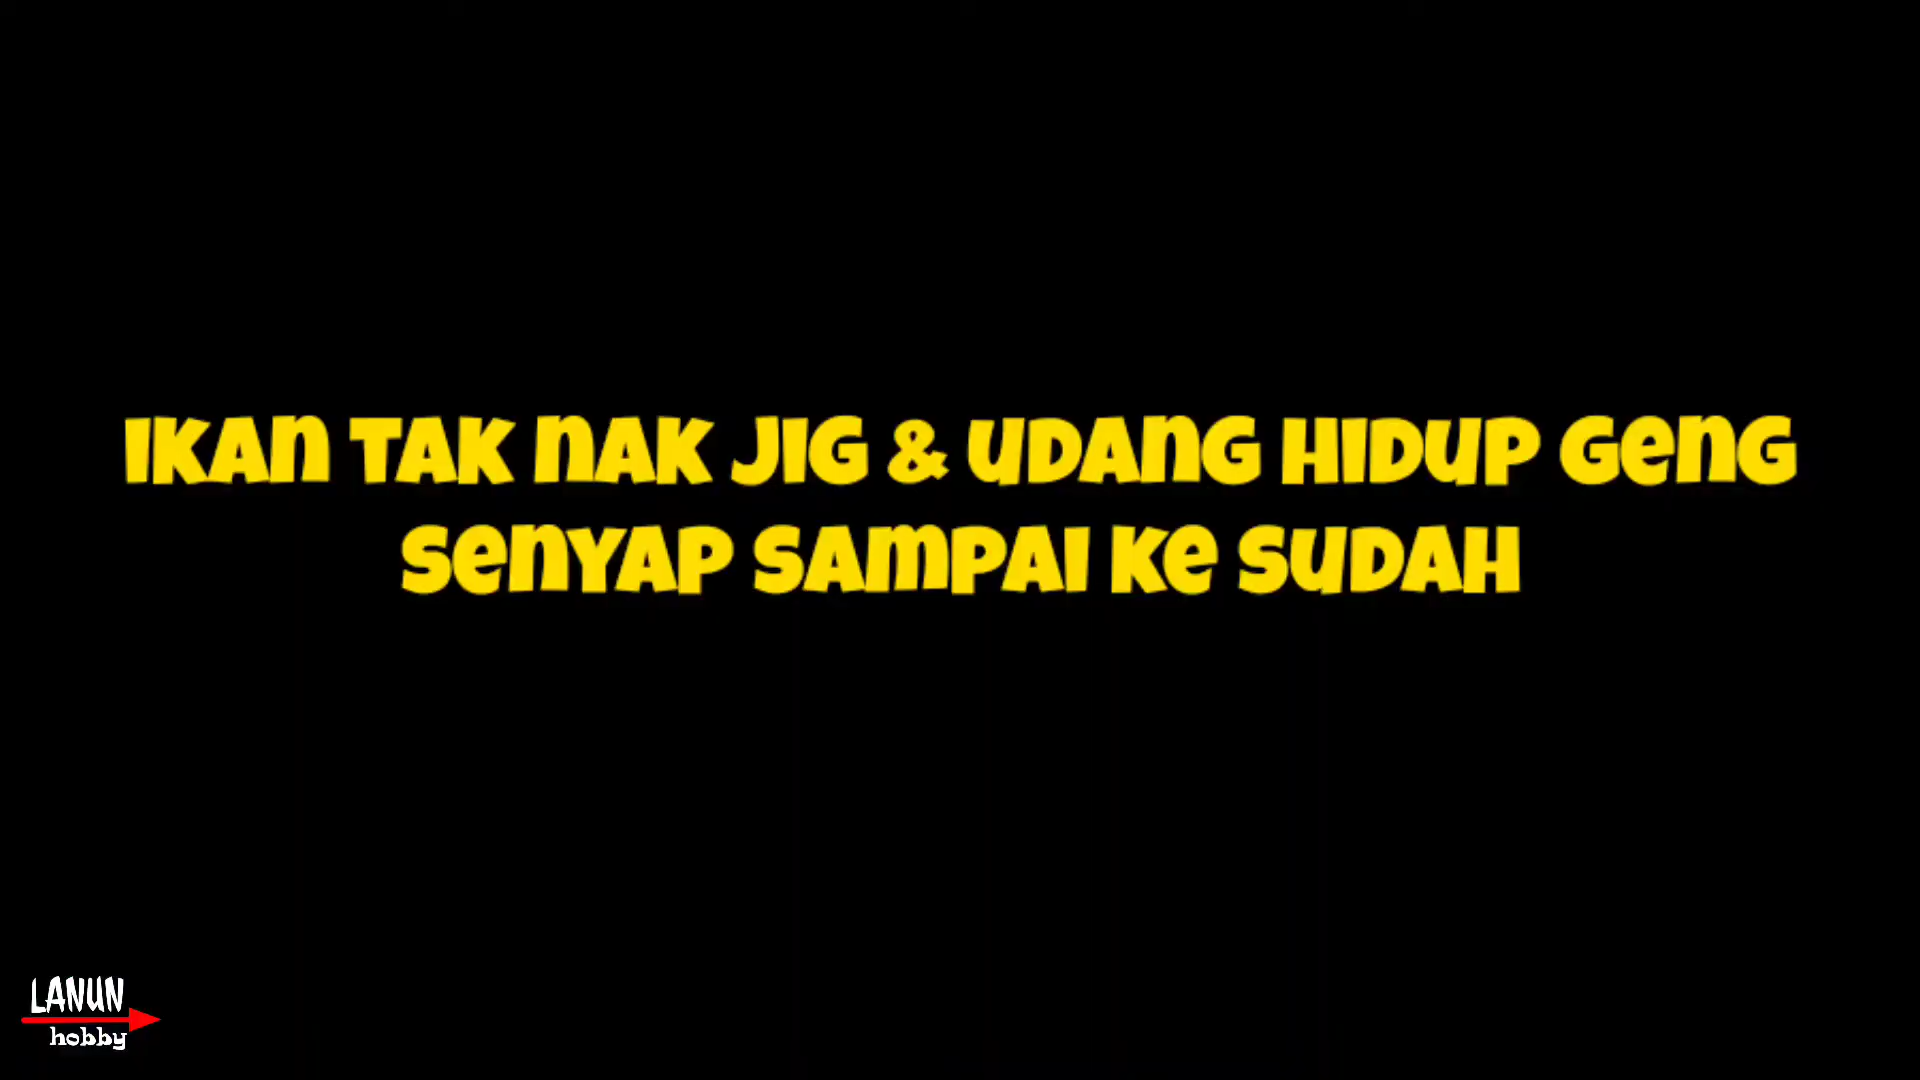 IKAN TAK NAK JIG & UDANG HIDUP GENG
SENYAP SAMPAI KE SUDAH
LANUN
hobby